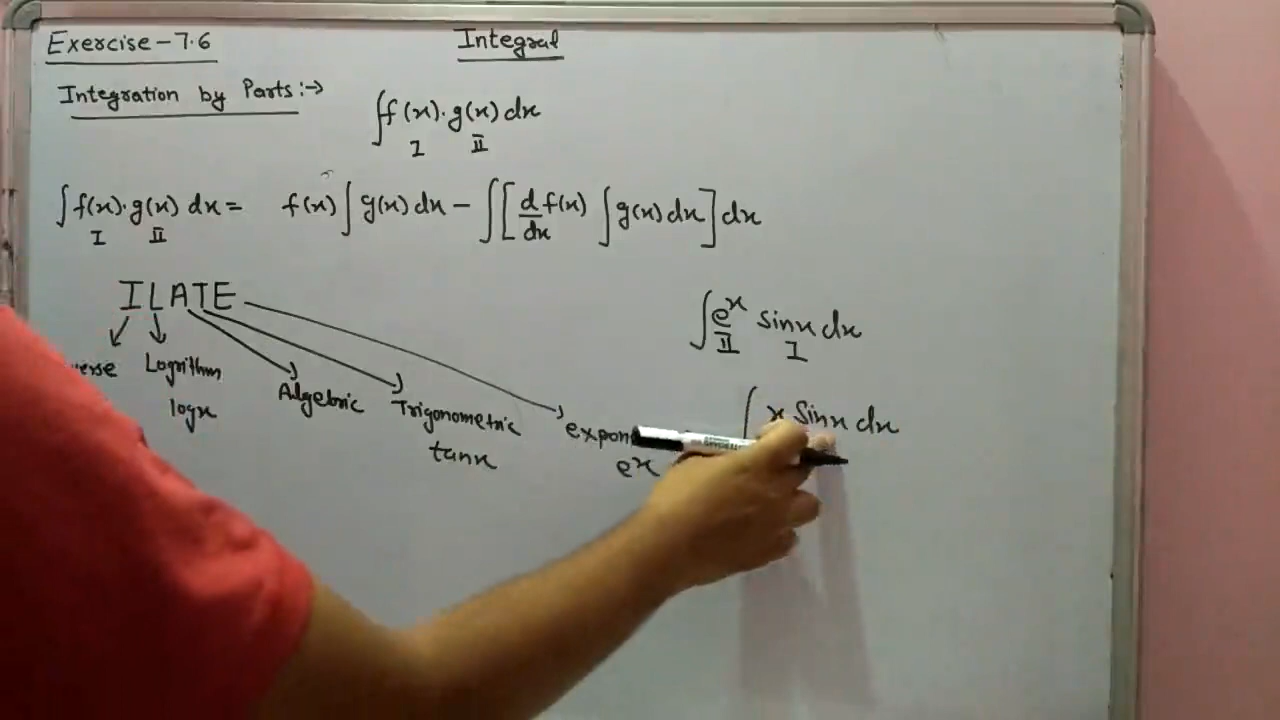 Exercise-7.6
Integral
Integration by Parts:→
∫f(x).g(x) dx
I II
∫f(x).g(x) dx = f(x)∫g(x) dx - ∫[d/dx f(x) ∫g(x) dx] dx
I II
ILATE
∫e^x sinx dx
II I
Logrithm
logx
Algebric
Trigonometric
tanx
e^x
∫x Sinx dx